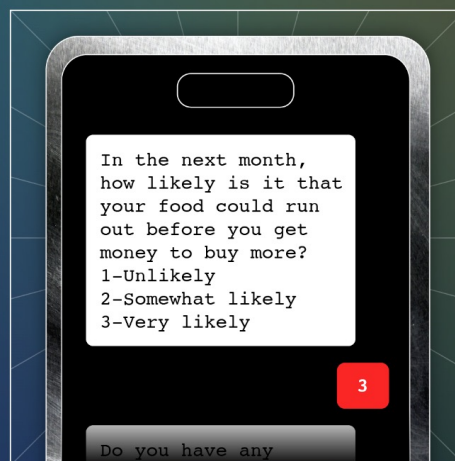 In the next month,
how likely is it that
your food could run
out before you get
money to buy more?
1-Unlikely
2-Somewhat likely
3-Very likely
3
Do you have any